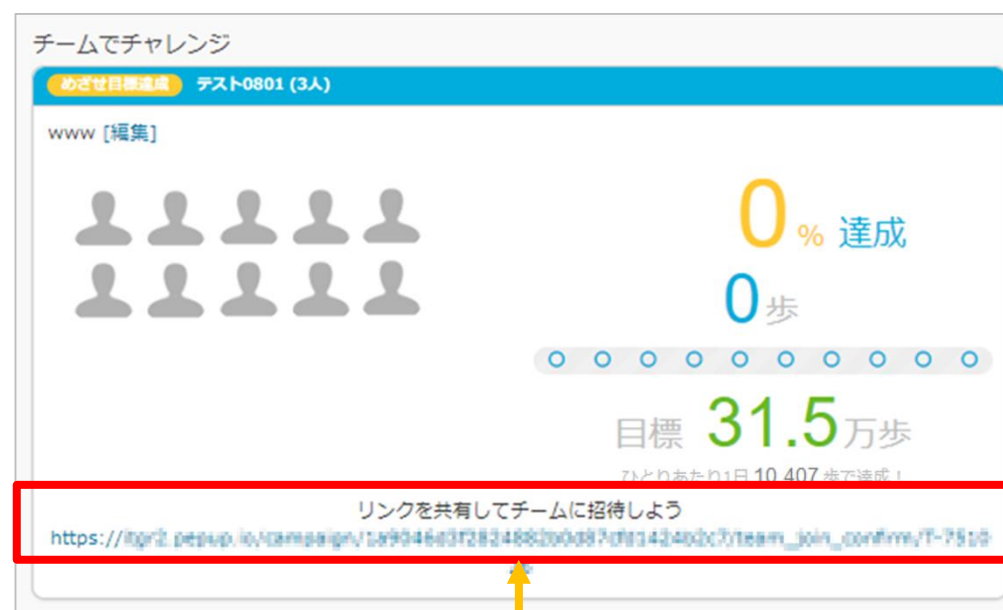 チームでチャレンジ
めざせ目標達成 テスト0801 (3人)
www [編集]
0 % 達成
0 歩
目標 31.5 万歩
ひとりあたり1日 10,407 歩で達成！
リンクを共有してチームに招待しよう
https://